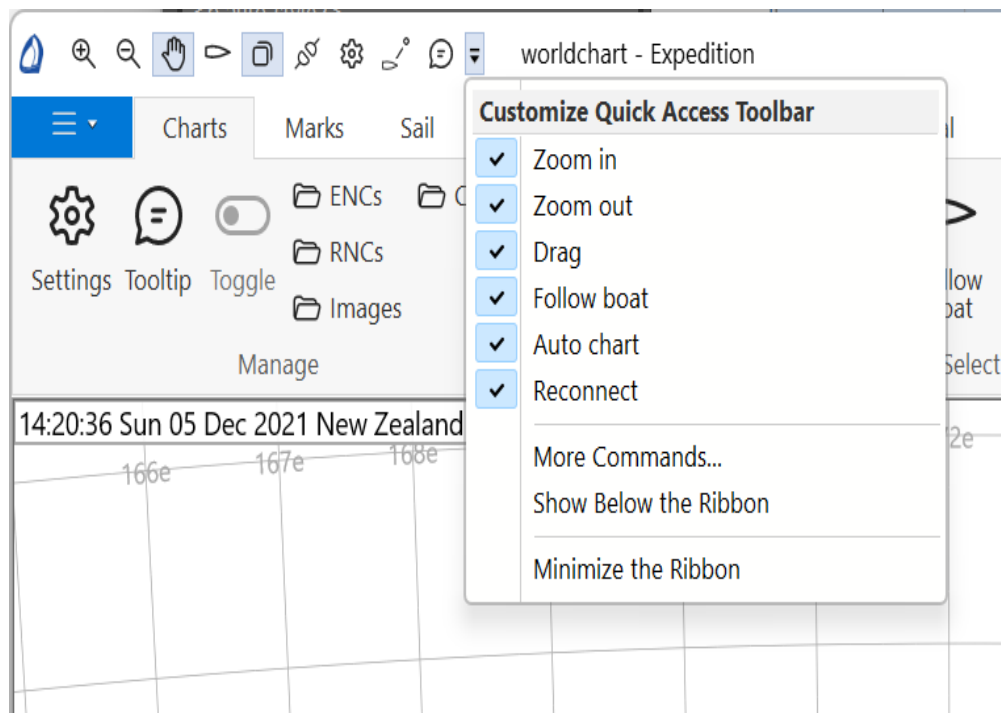 worldchart - Expedition
Customize Quick Access Toolbar
Charts Marks Sail
Zoom in
Zoom out
Drag
Follow boat
Auto chart
Reconnect
More Commands...
Show Below the Ribbon
Minimize the Ribbon
ENCs
RNCs
Images
Settings Tooltip Toggle
Manage
Select
14:20:36 Sun 05 Dec 2021 New Zealand
166e 167e 168e